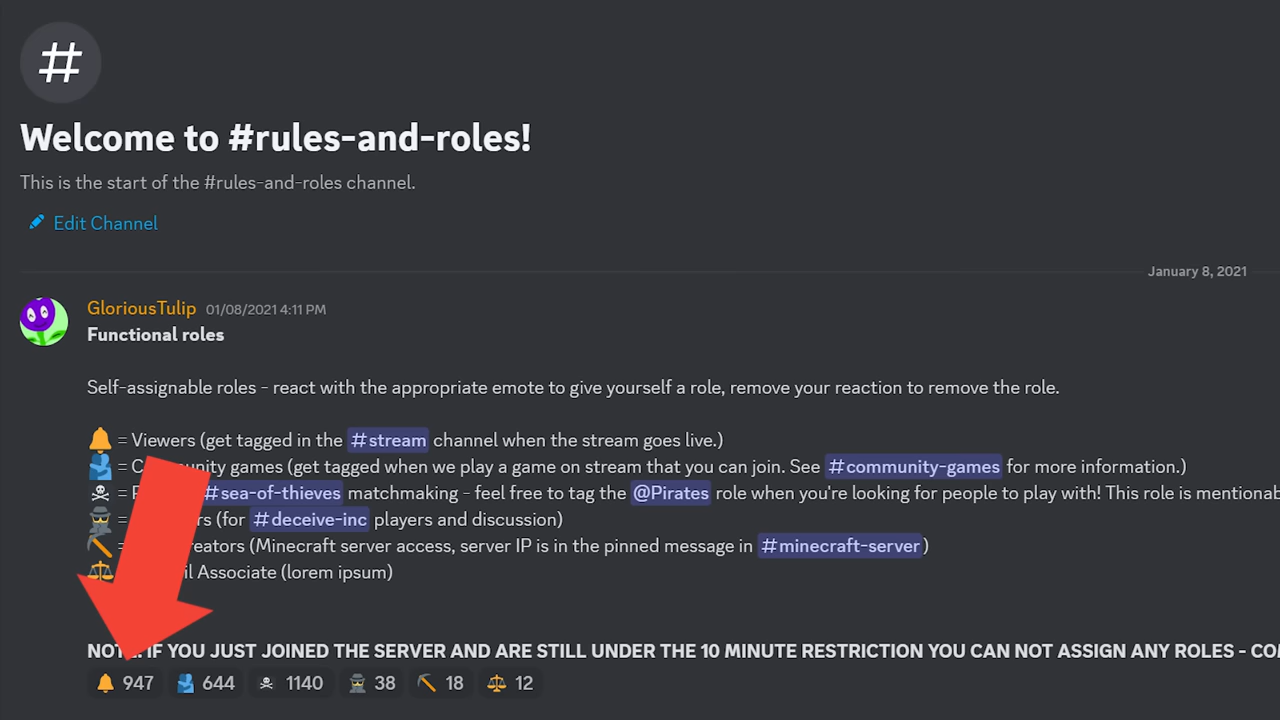 #
Welcome to #rules-and-roles!
This is the start of the #rules-and-roles channel.
Edit Channel
January 8, 2021
GloriousTulip 01/08/2021 4:11 PM
Functional roles
Self-assignable roles - react with the appropriate emote to give yourself a role, remove your reaction to remove the role.
= Viewers (get tagged in the #stream channel when the stream goes live.)
= games (get tagged when we play a game on stream that you can join. See #community-games for more information.)
= #sea-of-thieves matchmaking - feel free to tag the @Pirates role when you're looking for people to play with! This role is
= (for #deceive-inc players and discussion)
= (Minecraft server access, server IP is in the pinned message in #minecraft-server)
Associate (lorem ipsum)
IF YOU JUST JOINED THE SERVER AND ARE STILL UNDER THE 10 MINUTE RESTRICTION YOU CAN NOT ASSIGN ANY ROLES -
947 644 1140 38 18 12